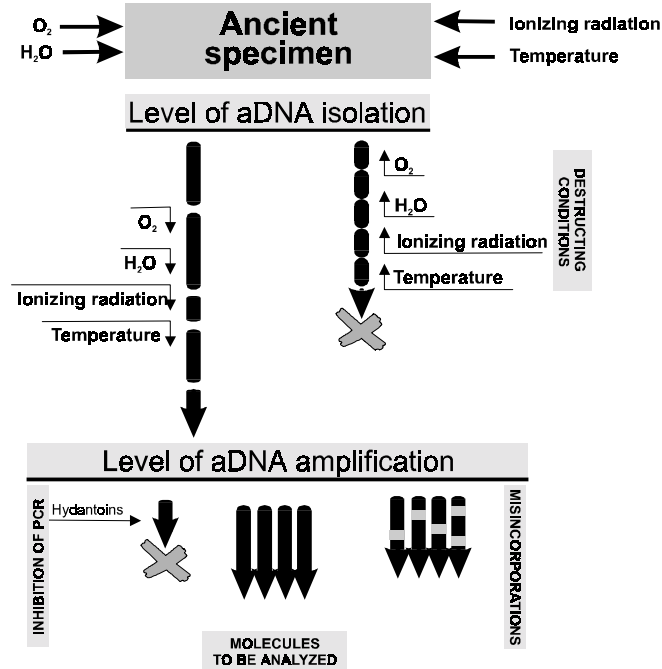 O2
H2O
Ancient
specimen
Ionizing radiation
Temperature
Level of aDNA isolation
O2
H2O
Ionizing radiation
Temperature
O2
H2O
Ionizing radiation
Temperature
DESTRUCTING
CONDITIONS
Level of aDNA amplification
INHIBITION OF PCR
Hydantoins
MISINCORPORATIONS
MOLECULES
TO BE ANALYZED